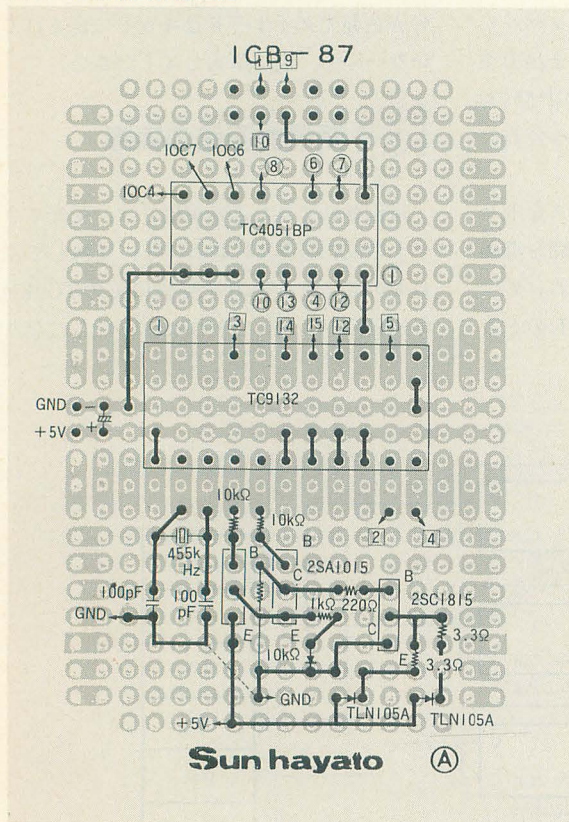 ICB-87
1 9
10
IOC7 IOC6 ⑧ ⑥ ⑦
IOC4
TC4051BP
①
⑩ ⑬ ④ ⑫
① 3 14 15 12 5
TC9132
GND -
+5V +
10kΩ
10kΩ
2 4
455k
Hz
B
B
B
C
2SA1015
100pF
100
pF
1kΩ
220Ω
2SC1815
GND
E
E
C
3.3Ω
10kΩ
E
3.3Ω
GND
TLN105A
TLN105A
+5V
Sunhayato Ⓐ